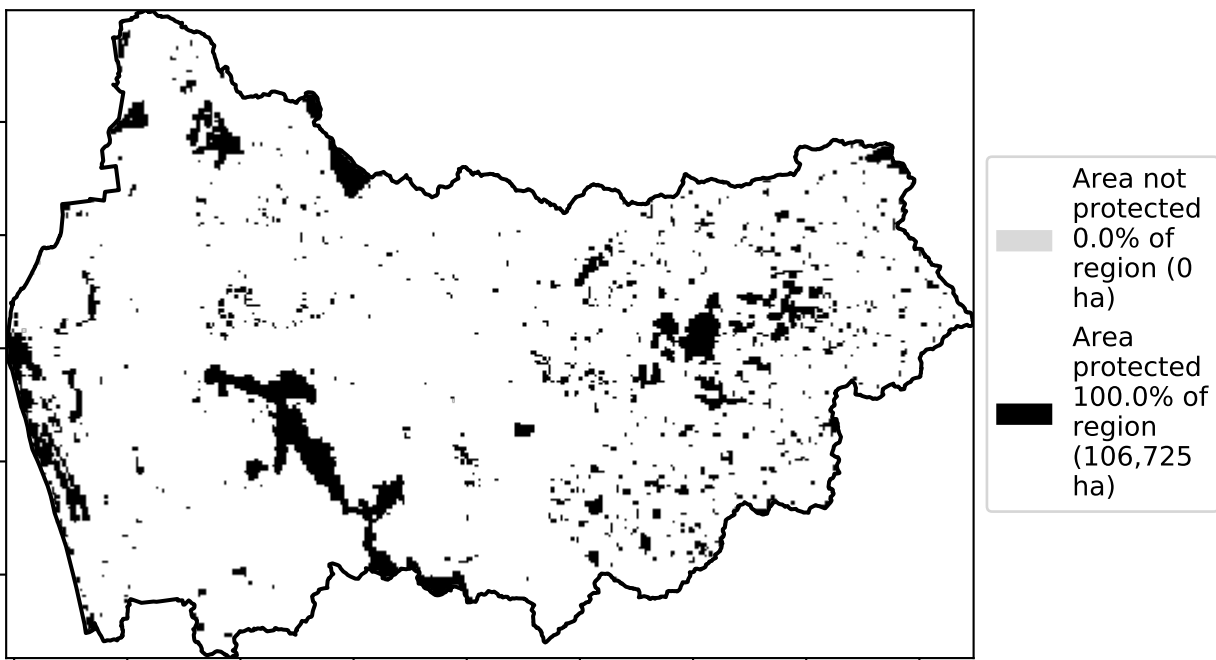 Area not
protected
0.0% of
region (0
ha)
Area
protected
100.0% of
region
(106,725
ha)